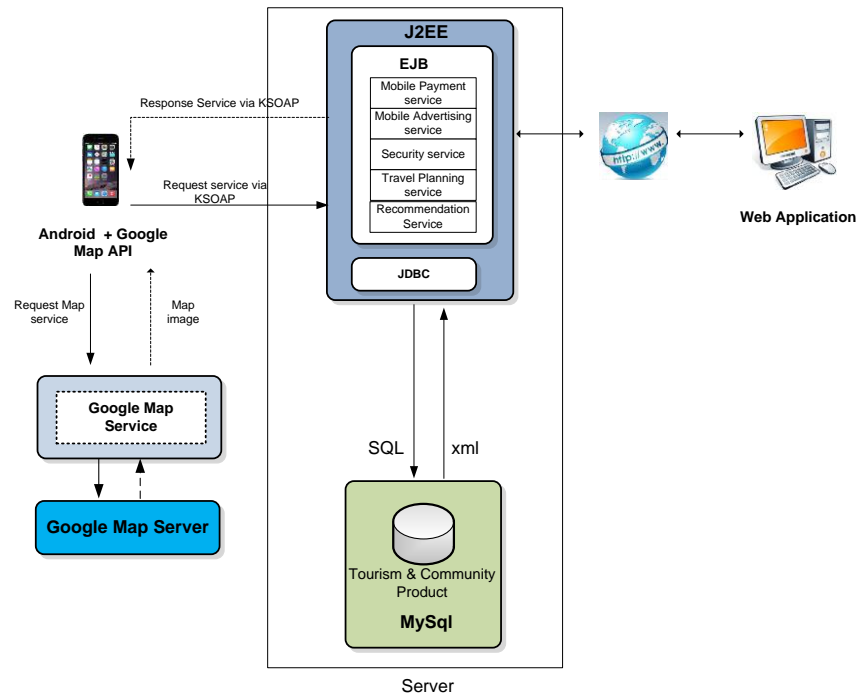 J2EE
EJB
Mobile Payment
service
Mobile Advertising
service
Security service
Travel Planning
service
Recommendation
Service
JDBC
Response Service via KSOAP
Request service via
KSOAP
Android + Google
Map API
Request Map
service
Map
image
Google Map
Service
Google Map Server
http://www.
Web Application
SQL
xml
Tourism & Community
Product
MySql
Server